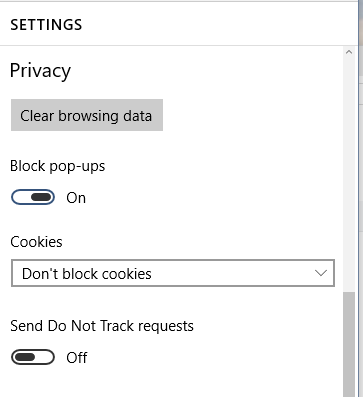 SETTINGS
Privacy
Clear browsing data
Block pop-ups
On
Cookies
Don't block cookies
Send Do Not Track requests
Off